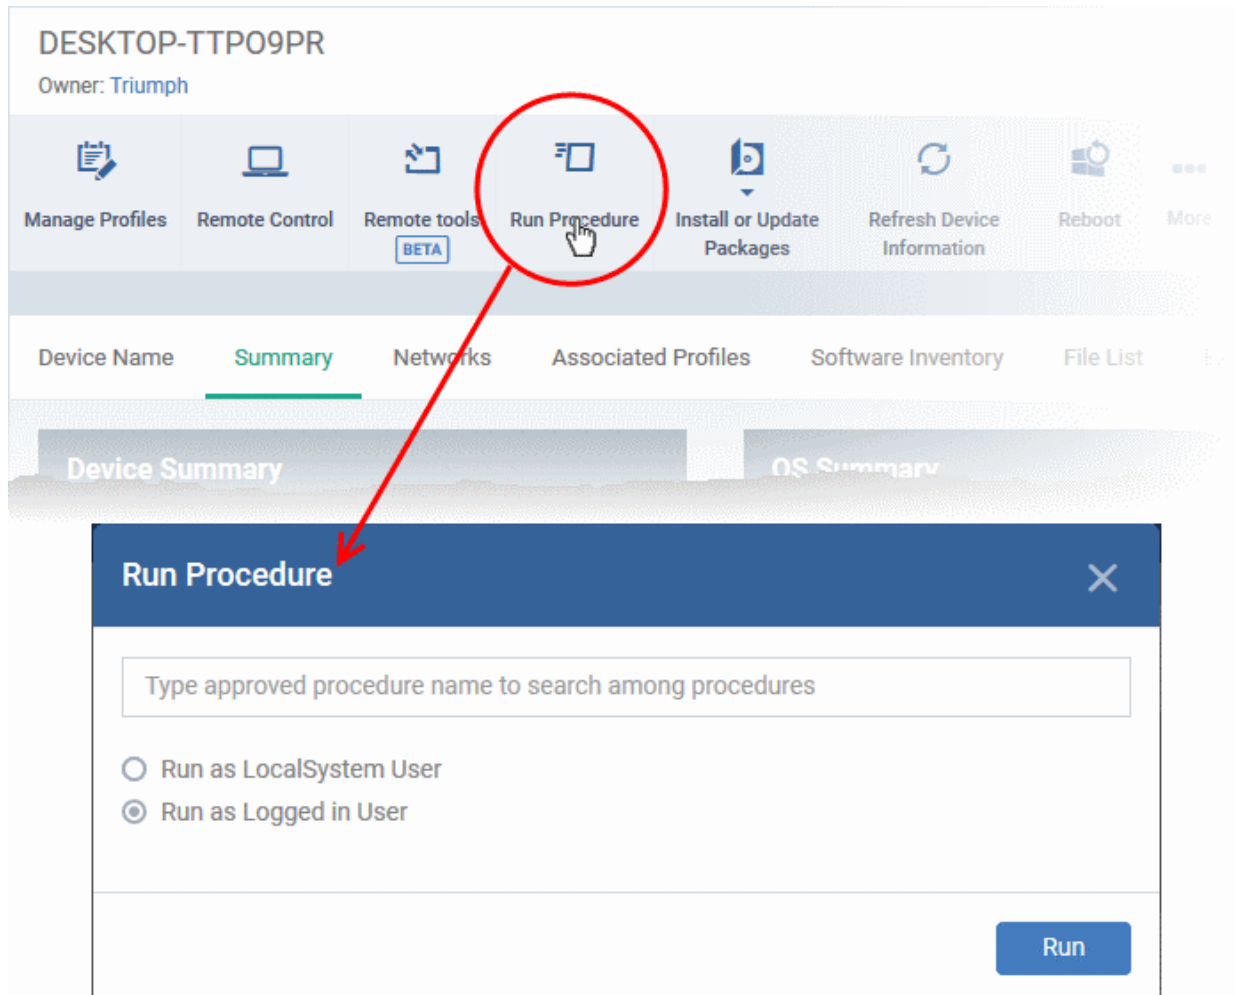 DESKTOP-TTPO9PR
Owner: Triumph
Manage Profiles
Remote Control
Remote tools
BETA
Run Procedure
Install or Update
Packages
Refresh Device
Information
Reboot
More
Device Name
Summary
Networks
Associated Profiles
Software Inventory
File List
Device Summary
OS Summary
Run Procedure
Type approved procedure name to search among procedures
Run as LocalSystem User
Run as Logged in User
Run